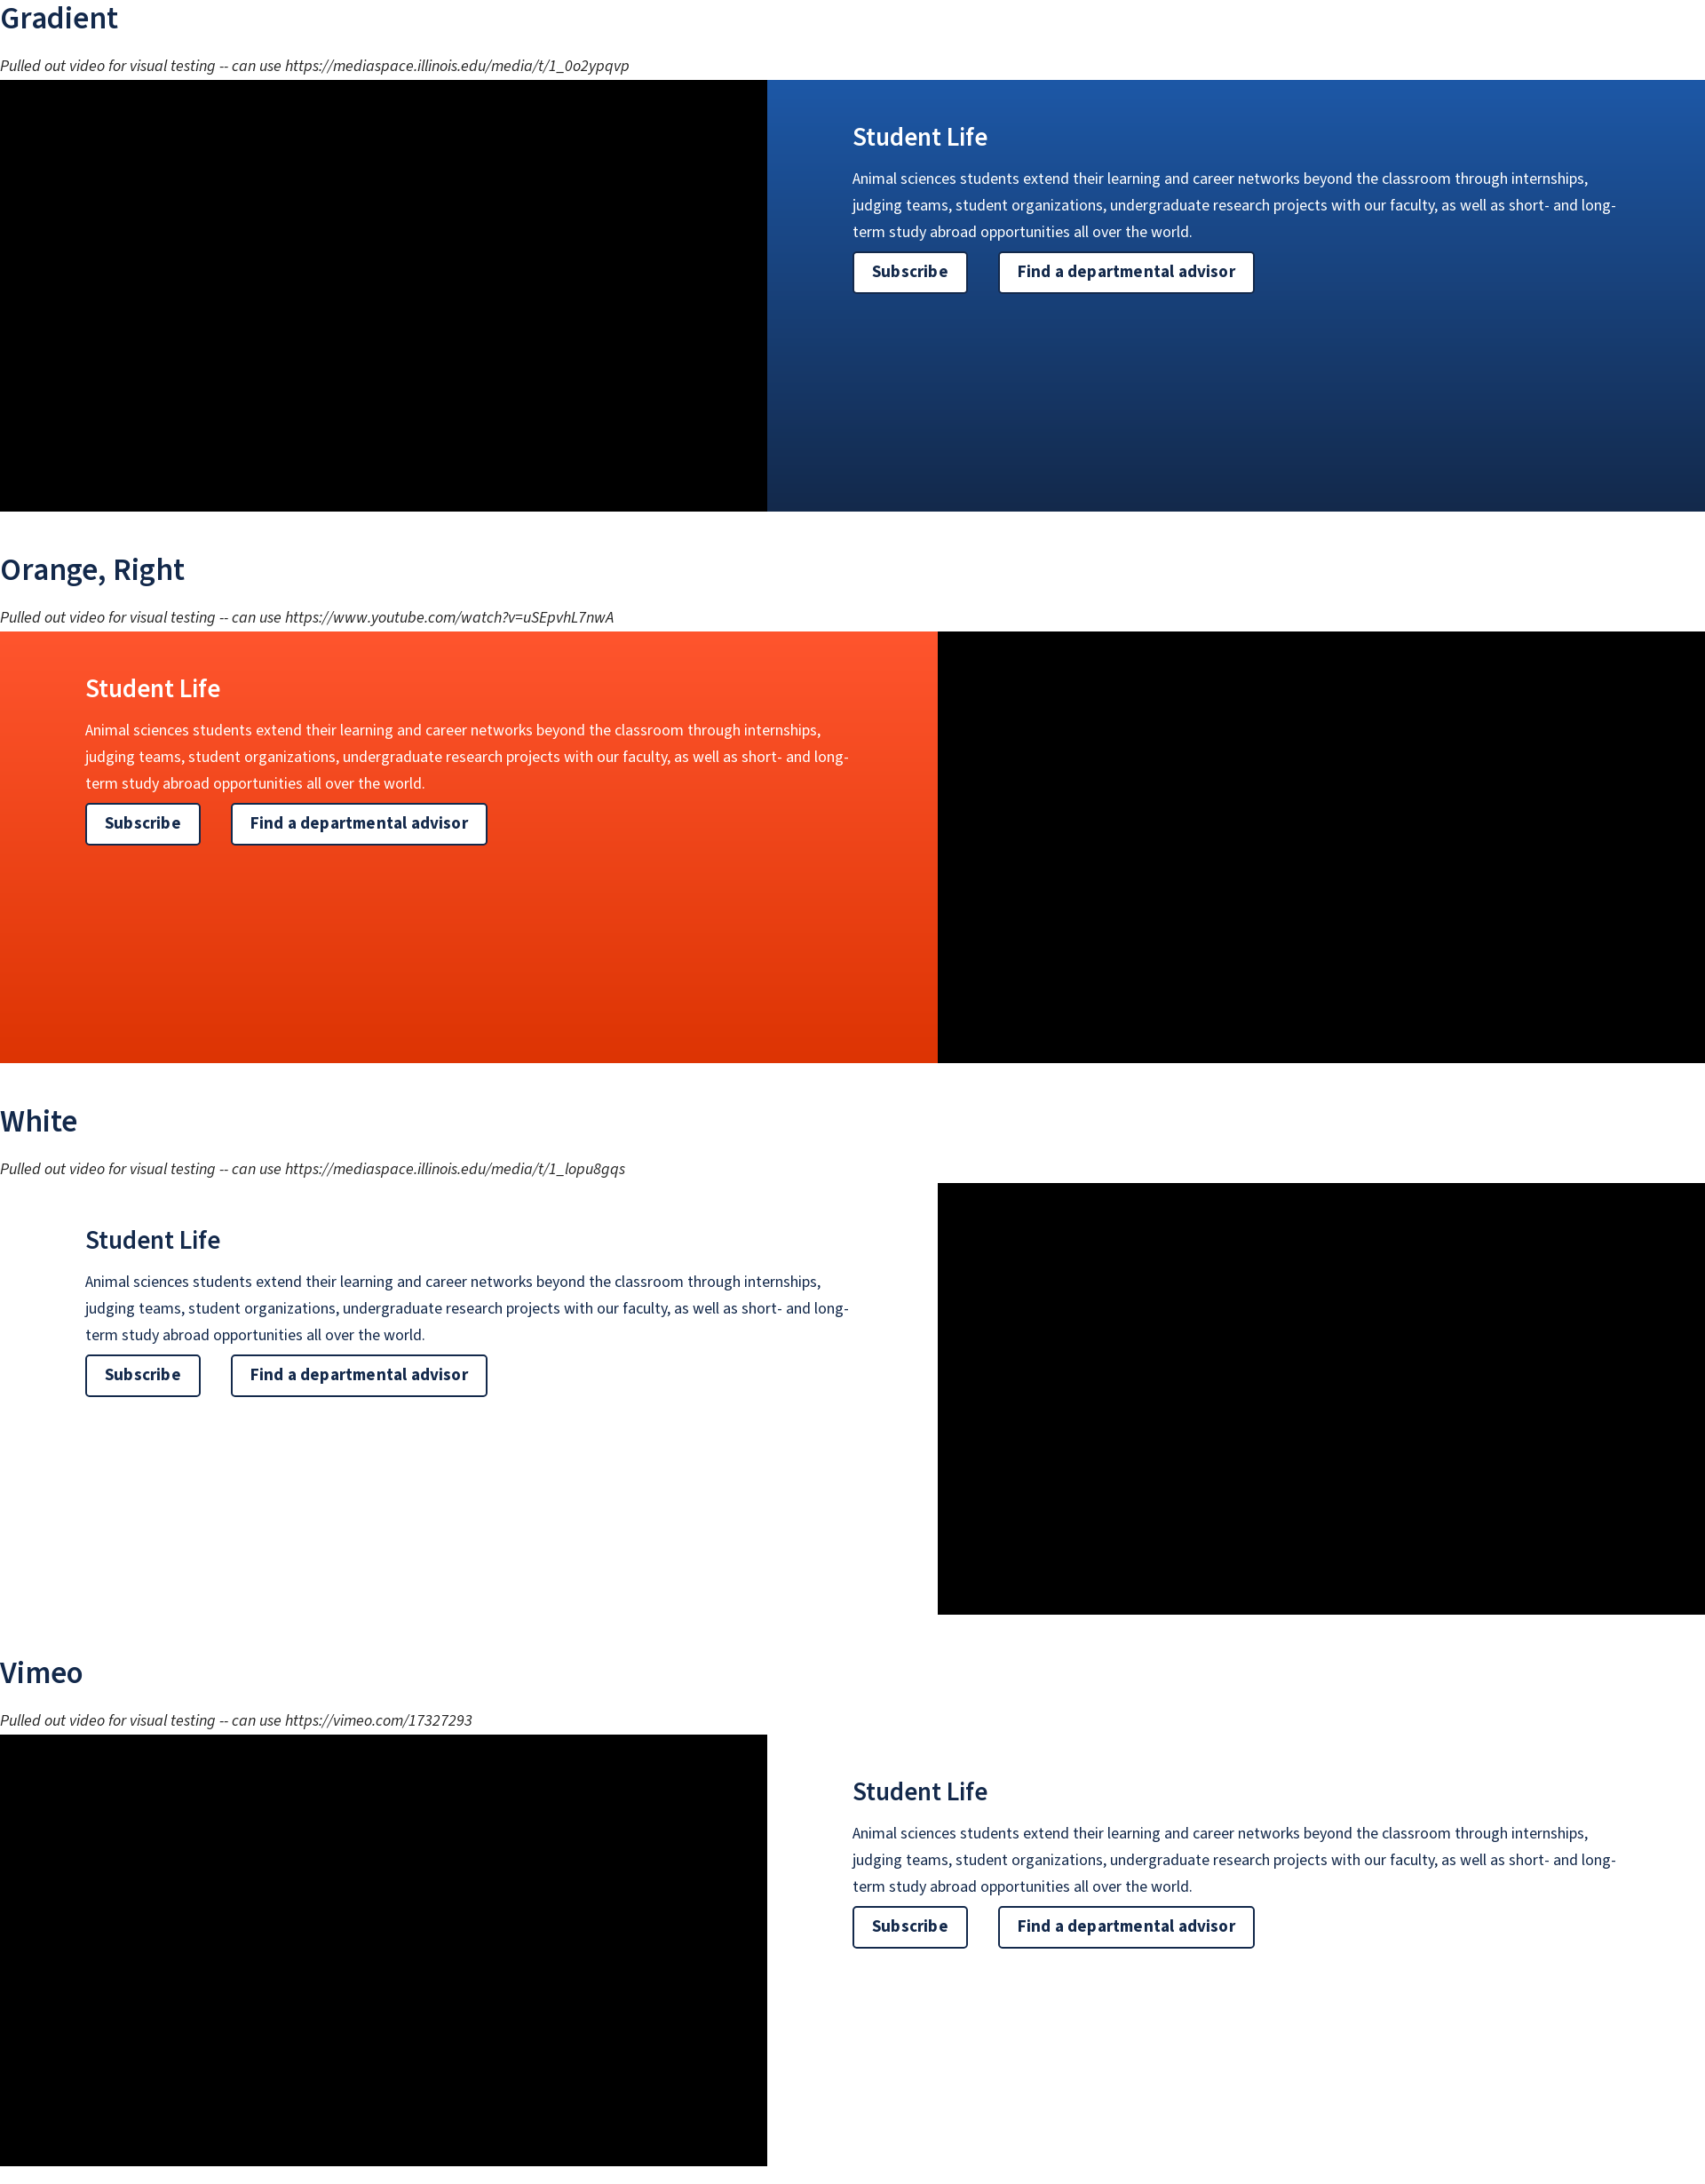 Gradient
Pulled out video for visual testing -- can use https://mediaspace.illinois.edu/media/t/1_0o2ypqvp
Student Life
Animal sciences students extend their learning and career networks beyond the classroom through internships,
judging teams, student organizations, undergraduate research projects with our faculty, as well as short- and long-
term study abroad opportunities all over the world.
Subscribe
Find a departmental advisor
Orange, Right
Pulled out video for visual testing -- can use https://www.youtube.com/watch?v=uSEpvhL7nwA
Student Life
Animal sciences students extend their learning and career networks beyond the classroom through internships,
judging teams, student organizations, undergraduate research projects with our faculty, as well as short- and long-
term study abroad opportunities all over the world.
Subscribe
Find a departmental advisor
White
Pulled out video for visual testing -- can use https://mediaspace.illinois.edu/media/t/1_lopu8gqs
Student Life
Animal sciences students extend their learning and career networks beyond the classroom through internships,
judging teams, student organizations, undergraduate research projects with our faculty, as well as short- and long-
term study abroad opportunities all over the world.
Subscribe
Find a departmental advisor
Vimeo
Pulled out video for visual testing -- can use https://vimeo.com/17327293
Student Life
Animal sciences students extend their learning and career networks beyond the classroom through internships,
judging teams, student organizations, undergraduate research projects with our faculty, as well as short- and long-
term study abroad opportunities all over the world.
Subscribe
Find a departmental advisor